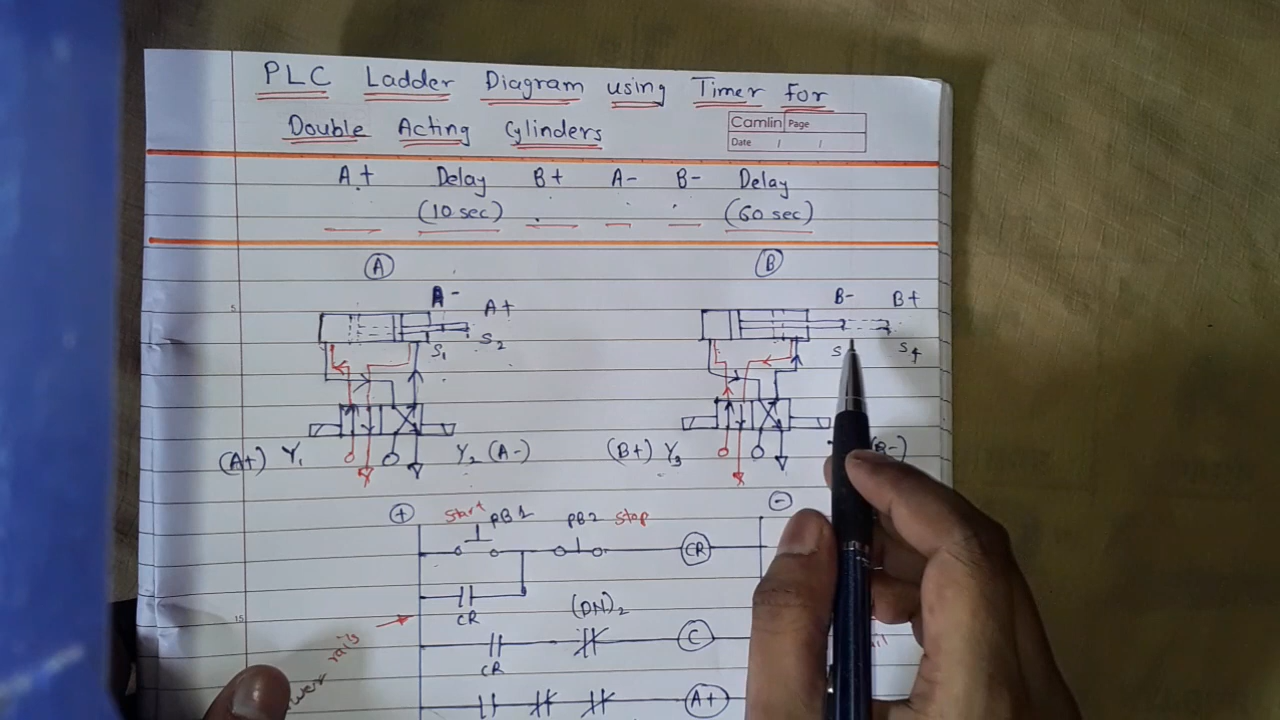 PLC Ladder Diagram using Timer for
Double Acting Cylinders
Camlin Page
Date / /
A+ Delay B+ A- B- Delay
(10 sec) (60 sec)
A B
A- A+ B- B+
S1 S2 S S4
(A+) Y1 Y2 (A-) (B+) Y3 (B-)
+ Start PB1 PB2 Stop CR -
CR (DN)2
CR C
rails
A+